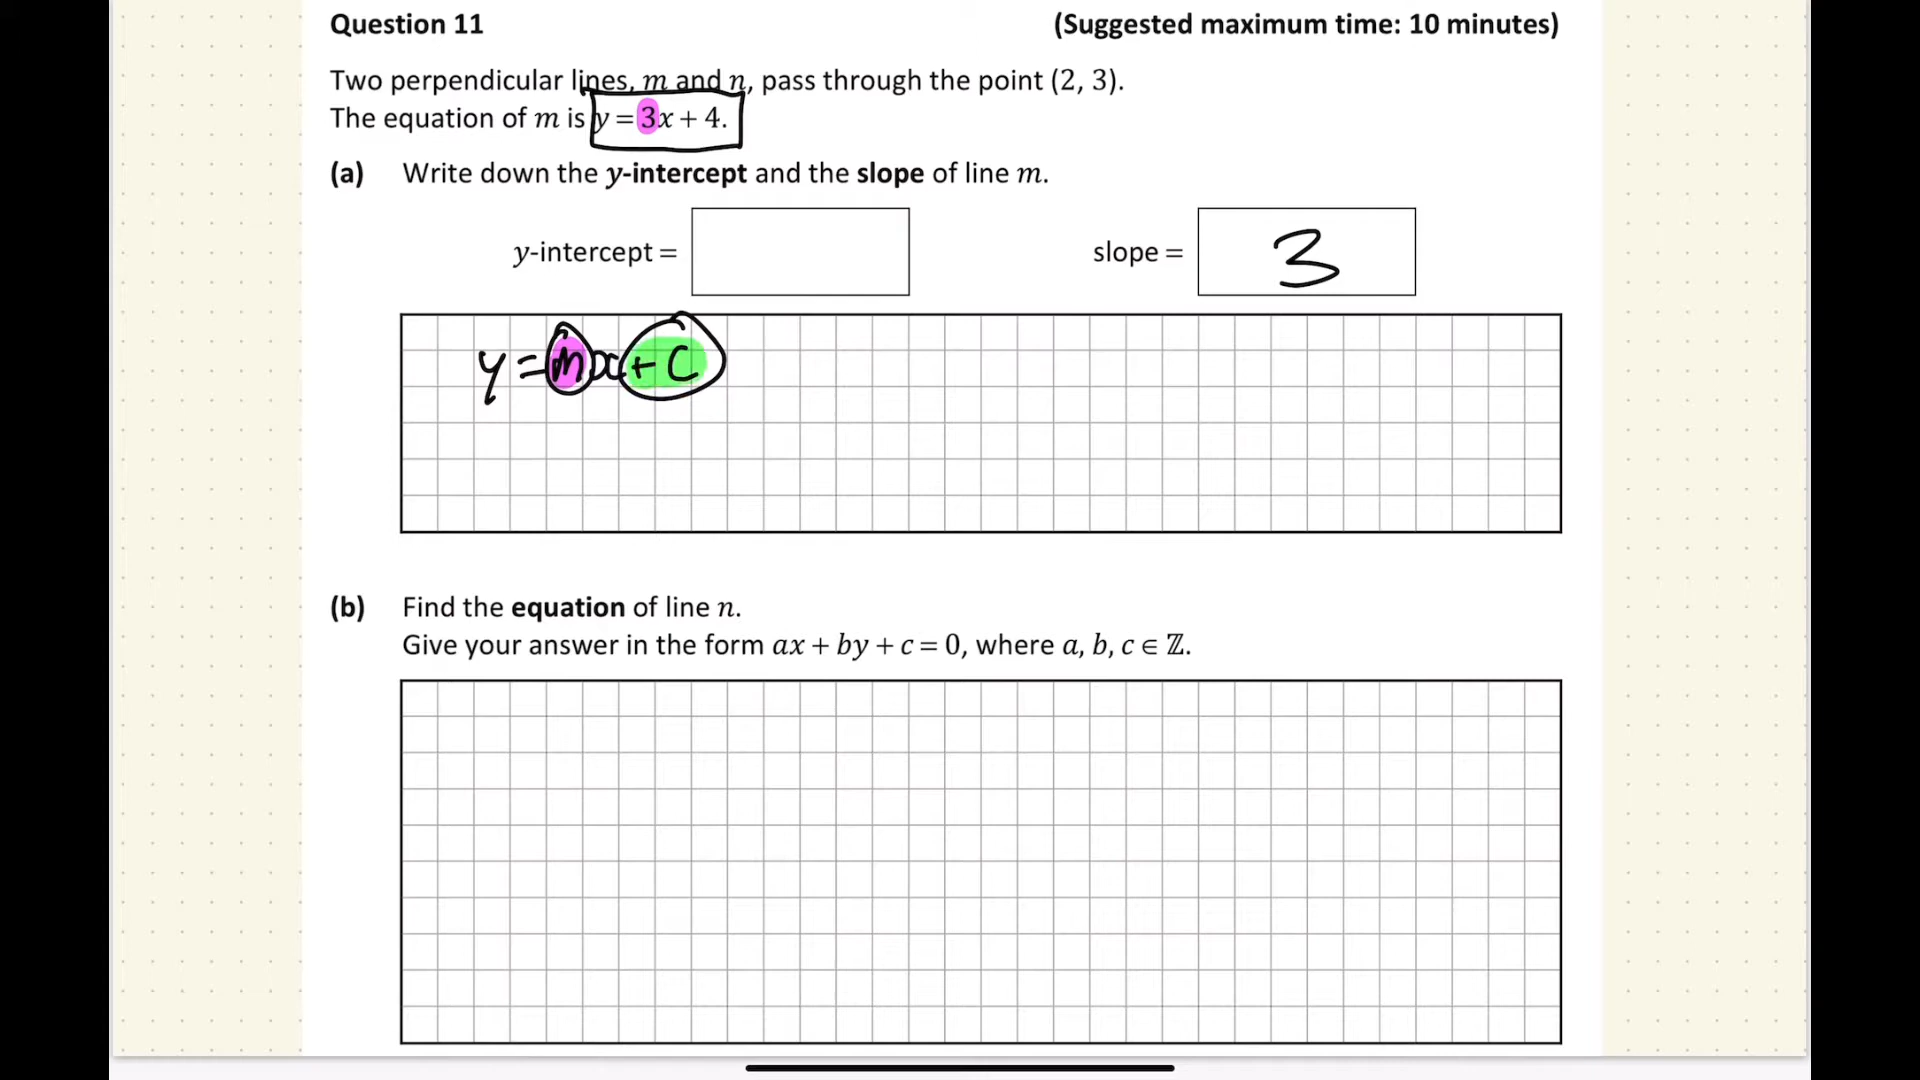 Question 11 (Suggested maximum time: 10 minutes)
Two perpendicular lines, m and n, pass through the point (2, 3).
The equation of m is y = 3x + 4.
(a) Write down the y-intercept and the slope of line m.
y-intercept = slope = 3
y = mx + c
(b) Find the equation of line n.
Give your answer in the form ax + by + c = 0, where a, b, c ∈ ℤ.